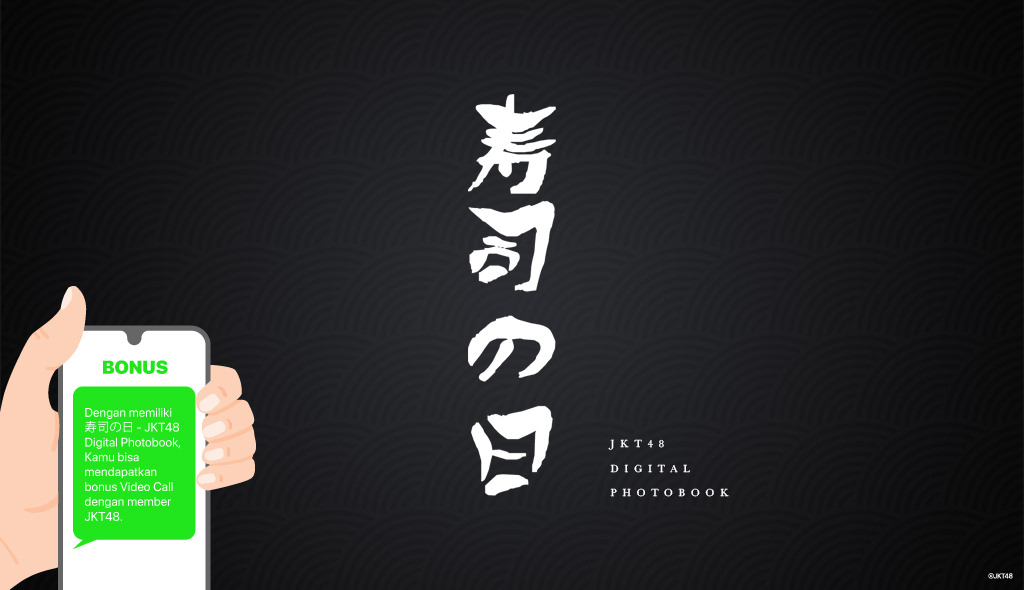 寿司の日
JKT48
DIGITAL
PHOTOBOOK
BONUS
Dengan memiliki
寿司の日 - JKT48
Digital Photobook,
Kamu bisa
mendapatkan
bonus Video Call
dengan member
JKT48.
©JKT48